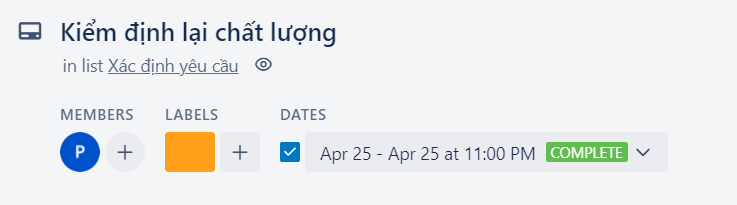 Kiểm định lại chất lượng
in list Xác định yêu cầu
MEMBERS LABELS DATES
P + + Apr 25 - Apr 25 at 11:00 PM COMPLETE